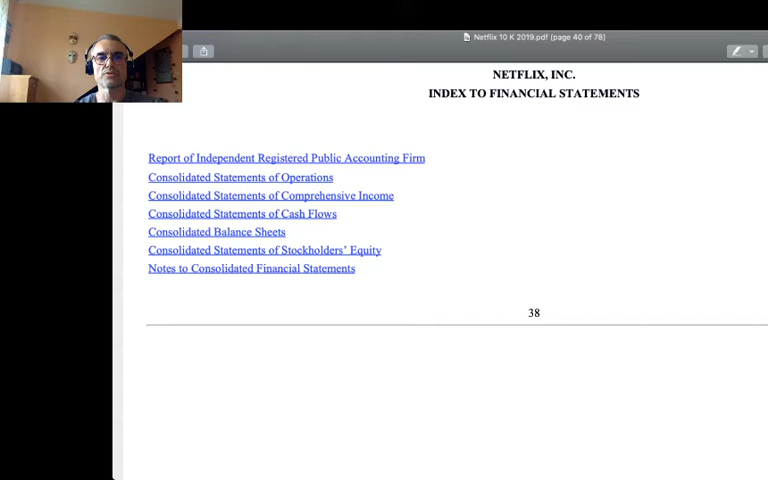 Netflix 10 K 2019.pdf (page 40 of 78)
NETFLIX, INC.
INDEX TO FINANCIAL STATEMENTS
Report of Independent Registered Public Accounting Firm
Consolidated Statements of Operations
Consolidated Statements of Comprehensive Income
Consolidated Statements of Cash Flows
Consolidated Balance Sheets
Consolidated Statements of Stockholders’ Equity
Notes to Consolidated Financial Statements
38